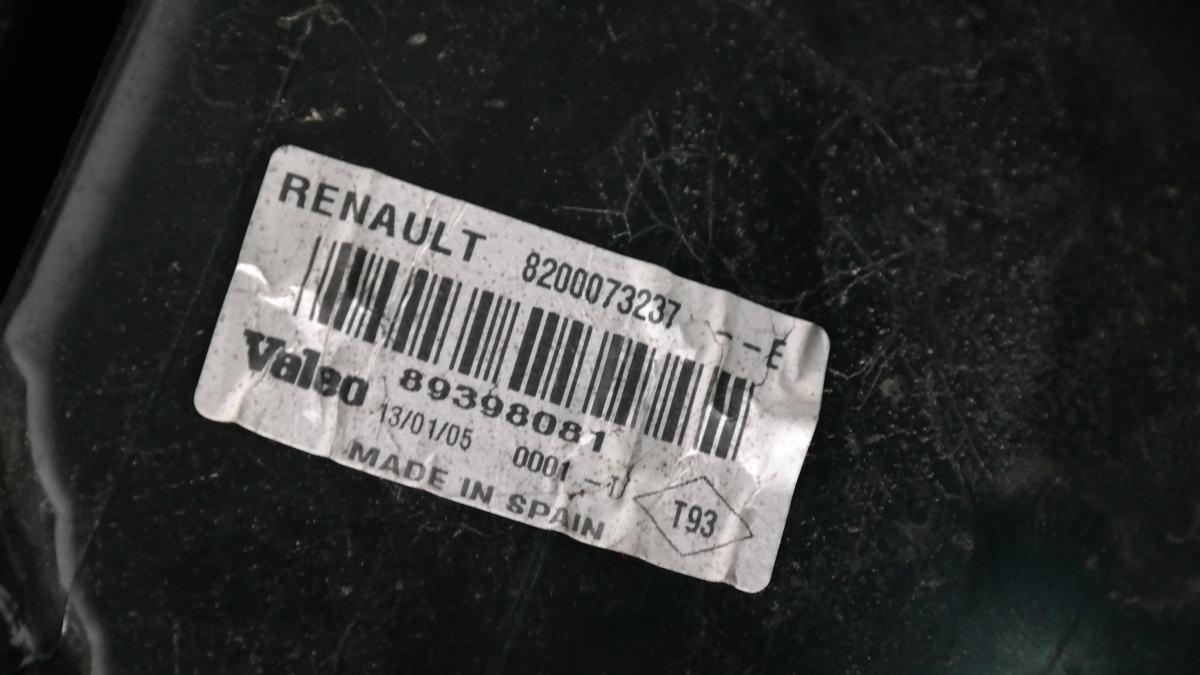 RENAULT 8200073237 --E
Valeo 89398081
13/01/05 0001
MADE IN SPAIN T93